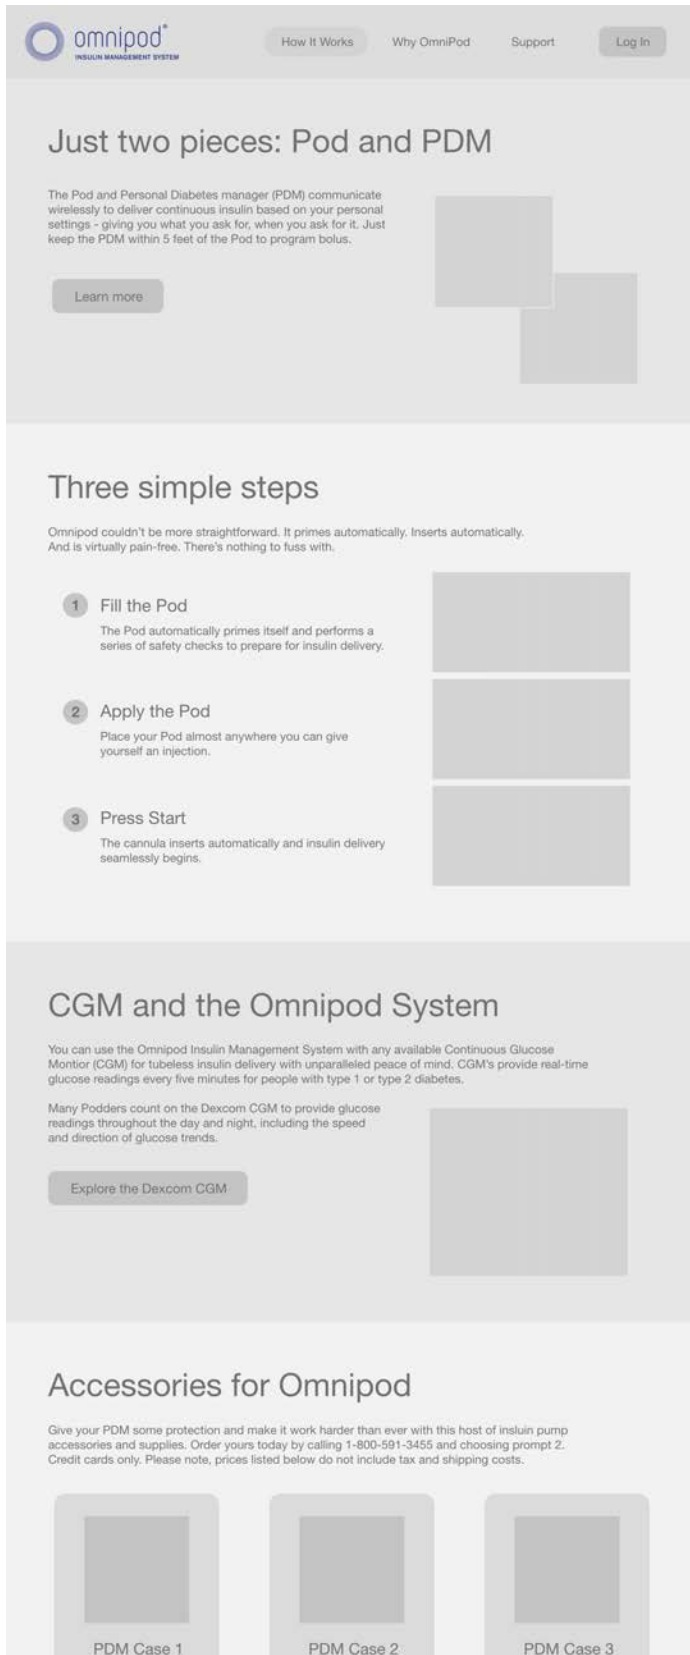 omnipod®
INSULIN MANAGEMENT SYSTEM
How It Works
Why OmniPod
Support
Log In
Just two pieces: Pod and PDM
The Pod and Personal Diabetes manager (PDM) communicate
wirelessly to deliver continuous insulin based on your personal
settings - giving you what you ask for, when you ask for it. Just
keep the PDM within 5 feet of the Pod to program bolus.
Learn more
Three simple steps
Omnipod couldn't be more straightforward. It primes automatically. Inserts automatically.
And is virtually pain-free. There's nothing to fuss with.
1 Fill the Pod
The Pod automatically primes itself and performs a
series of safety checks to prepare for insulin delivery.
2 Apply the Pod
Place your Pod almost anywhere you can give
yourself an injection.
3 Press Start
The cannula inserts automatically and insulin delivery
seamlessly begins.
CGM and the Omnipod System
You can use the Omnipod Insulin Management System with any available Continuous Glucose
Montior (CGM) for tubeless insulin delivery with unparalleled peace of mind. CGM's provide real-time
glucose readings every five minutes for people with type 1 or type 2 diabetes.
Many Podders count on the Dexcom CGM to provide glucose
readings throughout the day and night, including the speed
and direction of glucose trends.
Explore the Dexcom CGM
Accessories for Omnipod
Give your PDM some protection and make it work harder than ever with this host of insluin pump
accessories and supplies. Order yours today by calling 1-800-591-3455 and choosing prompt 2.
Credit cards only. Please note, prices listed below do not include tax and shipping costs.
PDM Case 1
PDM Case 2
PDM Case 3